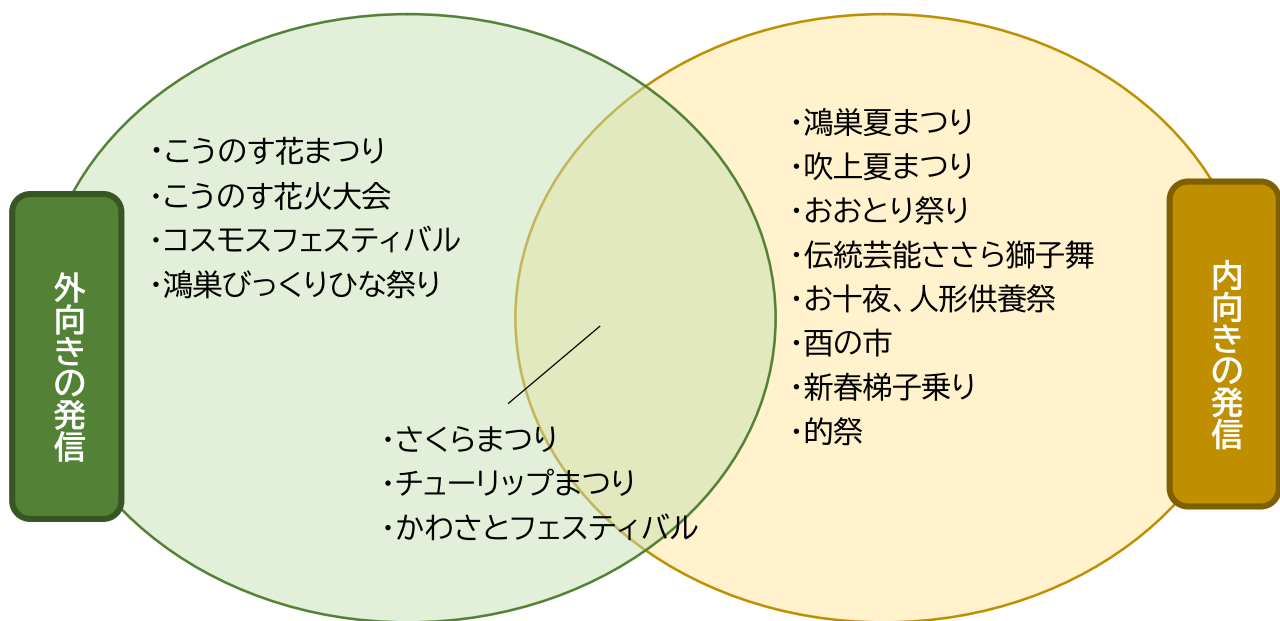 外向きの発信
・こうのす花まつり
・こうのす花火大会
・コスモスフェスティバル
・鴻巣びっくりひな祭り
・さくらまつり
・チューリップまつり
・かわさとフェスティバル
・鴻巣夏まつり
・吹上夏まつり
・おおとり祭り
・伝統芸能ささら獅子舞
・お十夜、人形供養祭
・酉の市
・新春梯子乗り
・的祭
内向きの発信